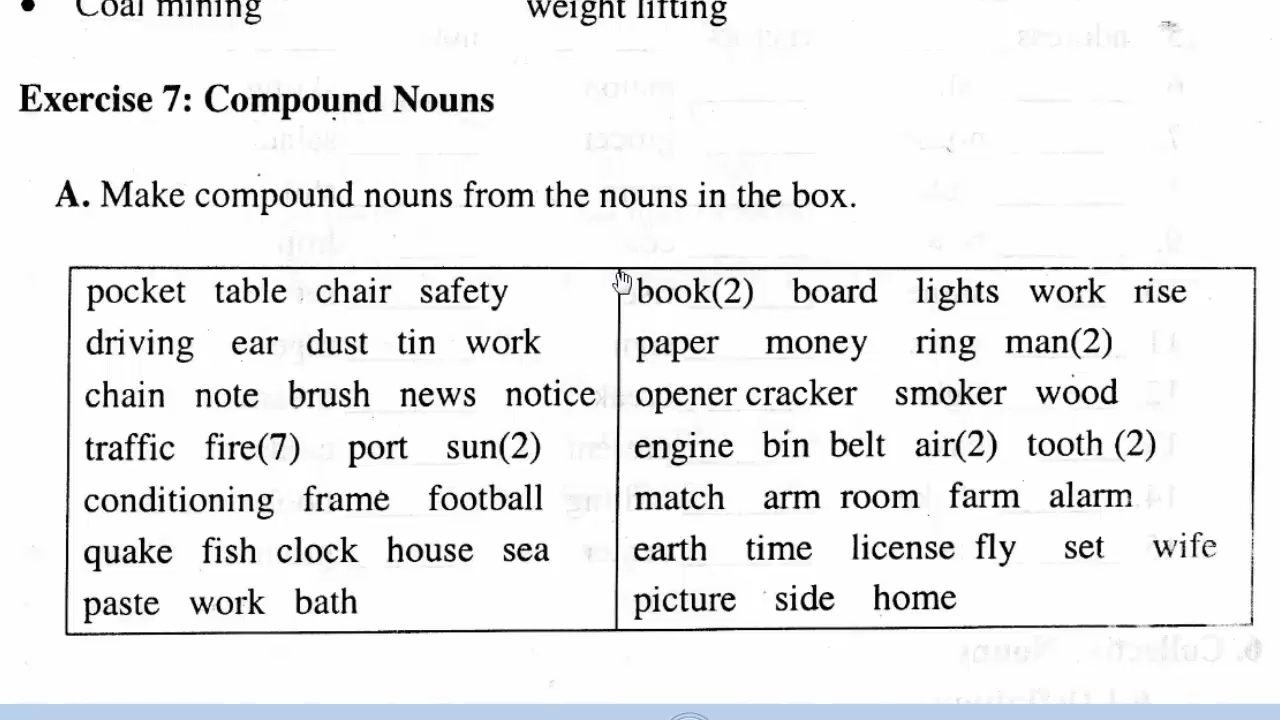 • Coal mining weight lifting
Exercise 7: Compound Nouns
A. Make compound nouns from the nouns in the box.
pocket table chair safety
driving ear dust tin work
chain note brush news notice
traffic fire(7) port sun(2)
conditioning frame football
quake fish clock house sea
paste work bath
book(2) board lights work rise
paper money ring man(2)
opener cracker smoker wood
engine bin belt air(2) tooth (2)
match arm room farm alarm
earth time license fly set wife
picture side home